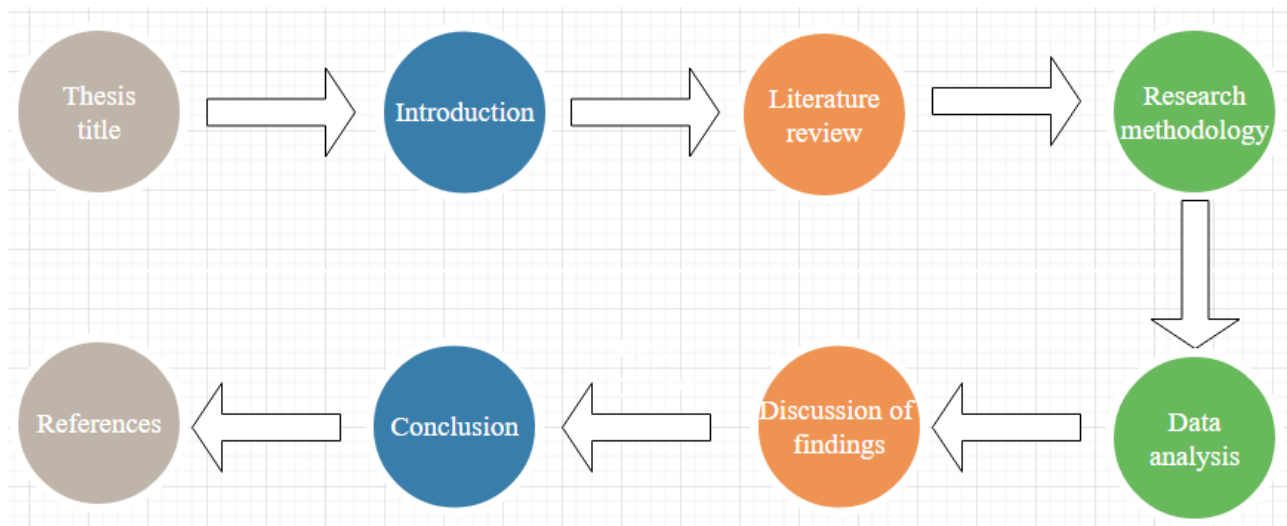 Thesis
title
Introduction
Literature
review
Research
methodology
Data
analysis
Discussion of
findings
Conclusion
References